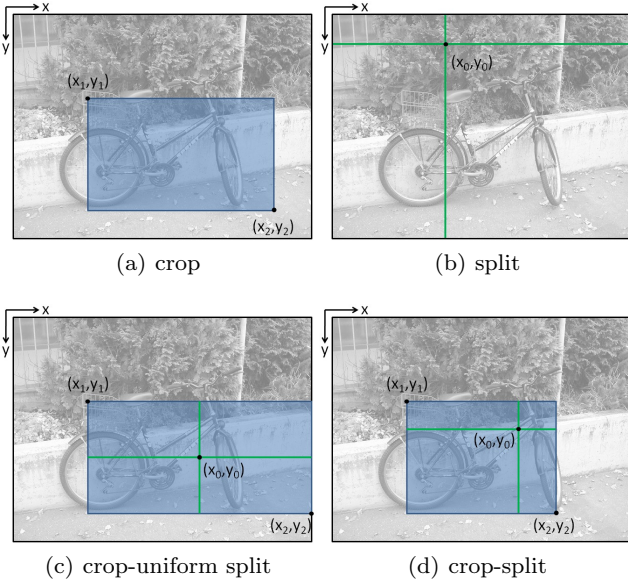 x
y
(x₁,y₁)
(x₂,y₂)
(a) crop
x
y
(x₀,y₀)
(b) split
x
y
(x₁,y₁)
(x₀,y₀)
(x₂,y₂)
(c) crop-uniform split
x
y
(x₁,y₁)
(x₀,y₀)
(x₂,y₂)
(d) crop-split